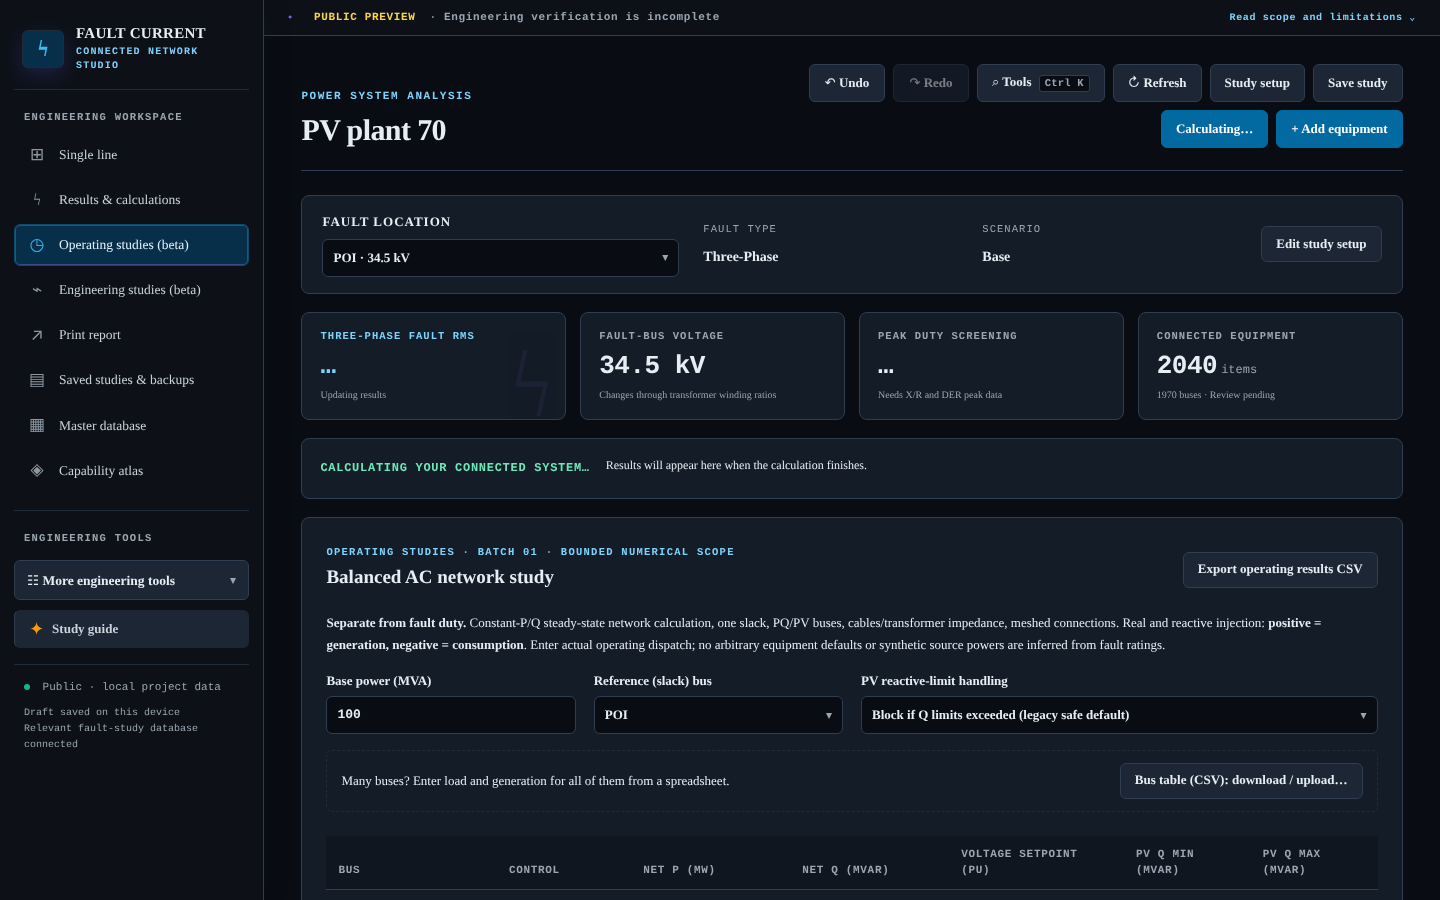 FAULT CURRENT
CONNECTED NETWORK
STUDIO
ENGINEERING WORKSPACE
Single line
Results & calculations
Operating studies (beta)
Engineering studies (beta)
Print report
Saved studies & backups
Master database
Capability atlas
ENGINEERING TOOLS
More engineering tools
Study guide
Public · local project data
Draft saved on this device
Relevant fault-study database
connected
PUBLIC PREVIEW · Engineering verification is incomplete
Read scope and limitations
POWER SYSTEM ANALYSIS
PV plant 70
Undo
Redo
Tools Ctrl K
Refresh
Study setup
Save study
Calculating…
+ Add equipment
FAULT LOCATION
POI · 34.5 kV
FAULT TYPE
Three-Phase
SCENARIO
Base
Edit study setup
THREE-PHASE FAULT RMS
…
Updating results
FAULT-BUS VOLTAGE
34.5 kV
Changes through transformer winding ratios
PEAK DUTY SCREENING
…
Needs X/R and DER peak data
CONNECTED EQUIPMENT
2040 items
1970 buses · Review pending
CALCULATING YOUR CONNECTED SYSTEM… Results will appear here when the calculation finishes.
OPERATING STUDIES · BATCH 01 · BOUNDED NUMERICAL SCOPE
Balanced AC network study
Export operating results CSV
Separate from fault duty. Constant-P/Q steady-state network calculation, one slack, PQ/PV buses, cables/transformer impedance, meshed connections. Real and reactive injection: positive =
generation, negative = consumption. Enter actual operating dispatch; no arbitrary equipment defaults or synthetic source powers are inferred from fault ratings.
Base power (MVA)
100
Reference (slack) bus
POI
PV reactive-limit handling
Block if Q limits exceeded (legacy safe default)
Many buses? Enter load and generation for all of them from a spreadsheet.
Bus table (CSV): download / upload…
BUS
CONTROL
NET P (MW)
NET Q (MVAR)
VOLTAGE SETPOINT
(PU)
PV Q MIN
(MVAR)
PV Q MAX
(MVAR)